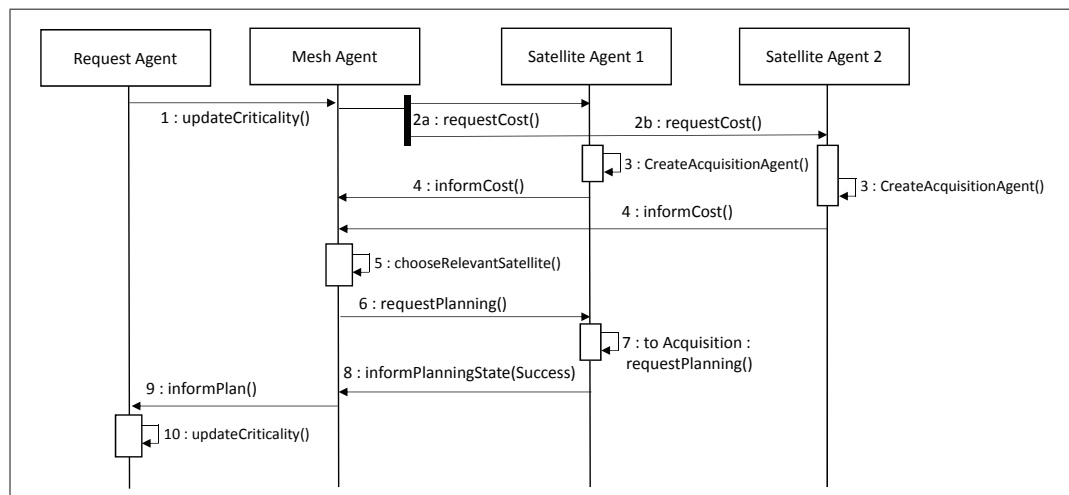 Request Agent
Mesh Agent
Satellite Agent 1
Satellite Agent 2
1 : updateCriticality()
2a : requestCost()
2b : requestCost()
3 : CreateAcquisitionAgent()
3 : CreateAcquisitionAgent()
4 : informCost()
4 : informCost()
5 : chooseRelevantSatellite()
6 : requestPlanning()
7 : to Acquisition :
requestPlanning()
8 : informPlanningState(Success)
9 : informPlan()
10 : updateCriticality()